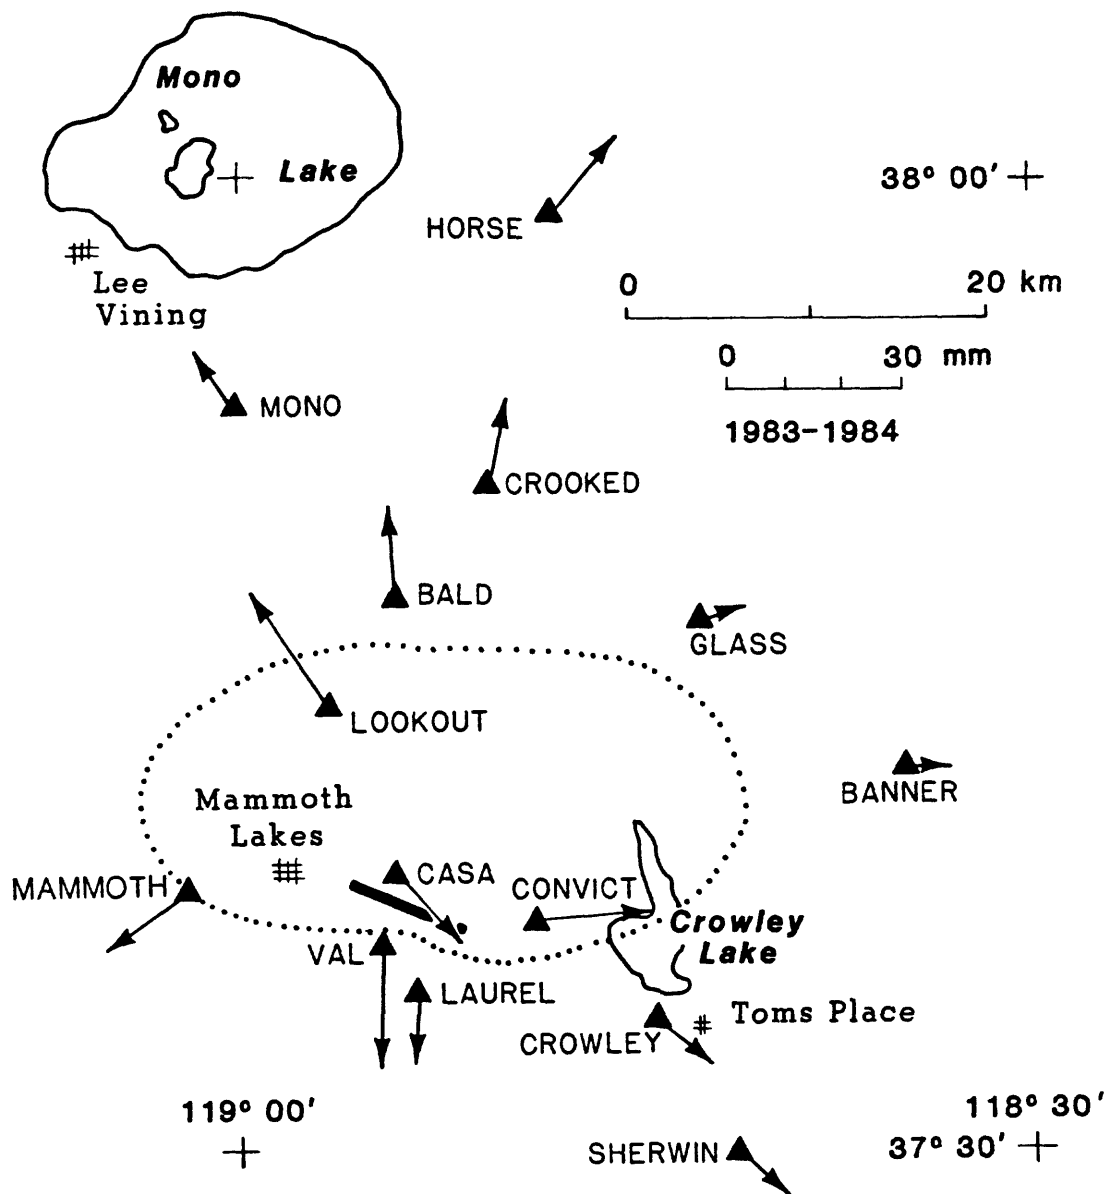 Mono
Lake
38° 00'
HORSE
Lee
Vining
0 20 km
0 30 mm
1983-1984
MONO
CROOKED
BALD
GLASS
LOOKOUT
BANNER
Mammoth
Lakes
MAMMOTH
CASA
CONVICT
Crowley
Lake
VAL
LAUREL
Toms Place
CROWLEY
119° 00'
118° 30'
37° 30'
SHERWIN